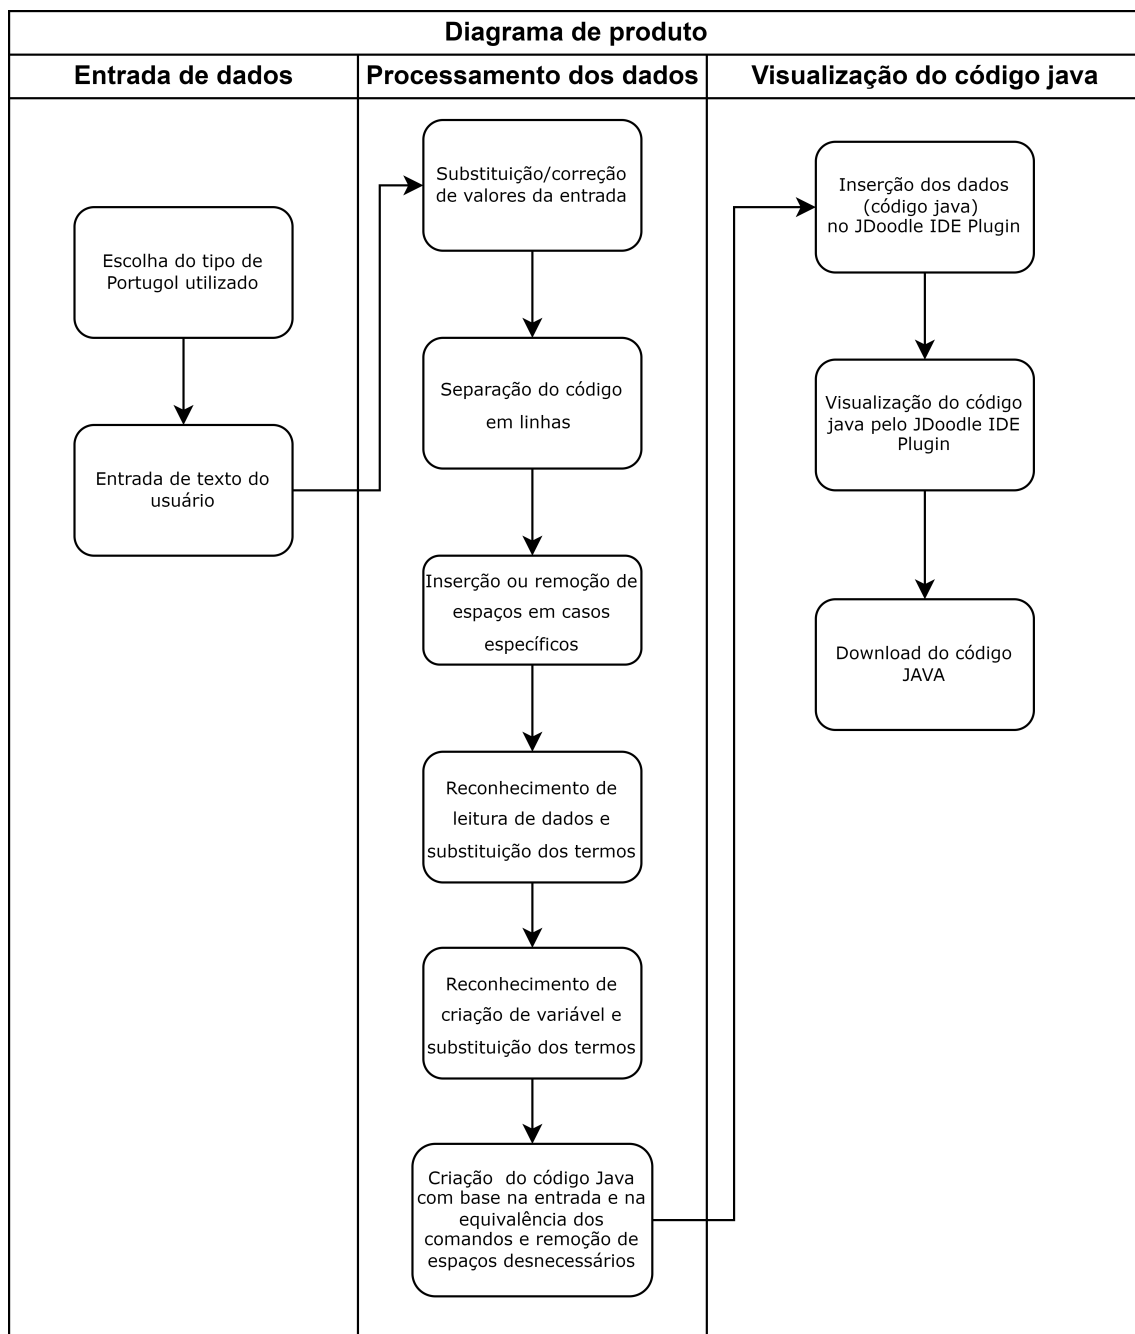 Diagrama de produto
Entrada de dados
Processamento dos dados
Visualização do código java
Escolha do tipo de
Portugol utilizado
Entrada de texto do
usuário
Substituição/correção
de valores da entrada
Separação do código
em linhas
Inserção ou remoção de
espaços em casos
específicos
Reconhecimento de
leitura de dados e
substituição dos termos
Reconhecimento de
criação de variável e
substituição dos termos
Criação  do código Java
com base na entrada e na
equivalência dos
comandos e remoção de
espaços desnecessários
Inserção dos dados
(código java)
no JDoodle IDE Plugin
Visualização do código
java pelo JDoodle IDE
Plugin
Download do código
JAVA